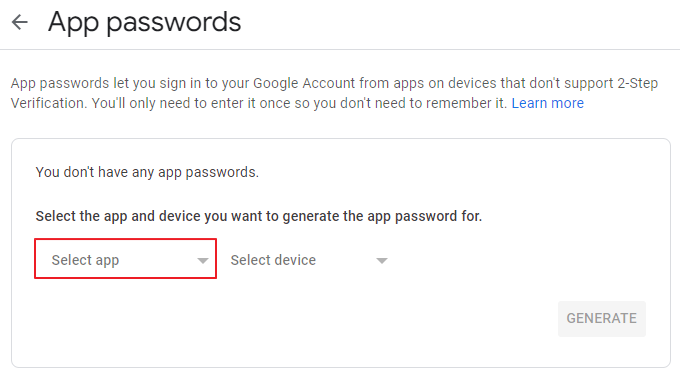 App passwords
App passwords let you sign in to your Google Account from apps on devices that don't support 2-Step
Verification. You'll only need to enter it once so you don't need to remember it. Learn more
You don't have any app passwords.
Select the app and device you want to generate the app password for.
Select app Select device
GENERATE